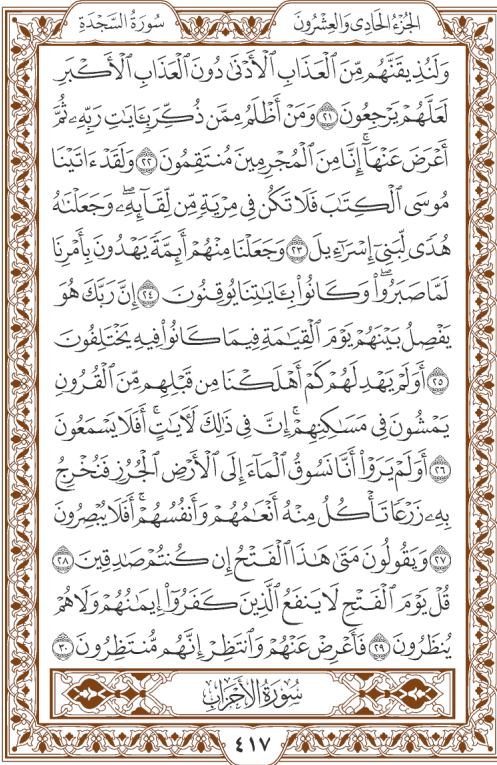 الجُزْءُ الحَادِي وَالعِشْرُونَ
سُورَةُ السَّجْدَةِ
وَلَنُذِيقَنَّهُم مِّنَ ٱلْعَذَابِ ٱلْأَدْنَىٰ دُونَ ٱلْعَذَابِ ٱلْأَكْبَرِ
لَعَلَّهُمْ يَرْجِعُونَ ٢١ وَمَنْ أَظْلَمُ مِمَّن ذُكِّرَ بِـَٔايَٰتِ رَبِّهِۦ ثُمَّ
أَعْرَضَ عَنْهَآۚ إِنَّا مِنَ ٱلْمُجْرِمِينَ مُنتَقِمُونَ ٢٢ وَلَقَدْ ءَاتَيْنَا
مُوسَى ٱلْكِتَٰبَ فَلَا تَكُن فِى مِرْيَةٍ مِّن لِّقَآئِهِۦۖ وَجَعَلْنَٰهُ
هُدًى لِّبَنِىٓ إِسْرَٰٓءِيلَ ٢٣ وَجَعَلْنَا مِنْهُمْ أَئِمَّةً يَهْدُونَ بِأَمْرِنَا
لَمَّا صَبَرُوا۟ۖ وَكَانُوا۟ بِـَٔايَٰتِنَا يُوقِنُونَ ٢٤ إِنَّ رَبَّكَ هُوَ
يَفْصِلُ بَيْنَهُمْ يَوْمَ ٱلْقِيَٰمَةِ فِيمَا كَانُوا۟ فِيهِ يَخْتَلِفُونَ
٢٥ أَوَلَمْ يَهْدِ لَهُمْ كَمْ أَهْلَكْنَا مِن قَبْلِهِم مِّنَ ٱلْقُرُونِ
يَمْشُونَ فِى مَسَٰكِنِهِمْۚ إِنَّ فِى ذَٰلِكَ لَـَٔايَٰتٍۚ أَفَلَا يَسْمَعُونَ
٢٦ أَوَلَمْ يَرَوْا۟ أَنَّا نَسُوقُ ٱلْمَآءَ إِلَى ٱلْأَرْضِ ٱلْجُرُزِ فَنُخْرِجُ
بِهِۦ زَرْعًا تَأْكُلُ مِنْهُ أَنْعَٰمُهُمْ وَأَنفُسُهُمْۚ أَفَلَا يُبْصِرُونَ
٢٧ وَيَقُولُونَ مَتَىٰ هَٰذَا ٱلْفَتْحُ إِن كُنتُمْ صَٰدِقِينَ ٢٨
قُلْ يَوْمَ ٱلْفَتْحِ لَا يَنفَعُ ٱلَّذِينَ كَفَرُوٓا۟ إِيمَٰنُهُمْ وَلَا هُمْ
يُنظَرُونَ ٢٩ فَأَعْرِضْ عَنْهُمْ وَٱنتَظِرْ إِنَّهُم مُّنتَظِرُونَ ٣٠
سُورَةُ الأَحْزَابِ
٤١٧